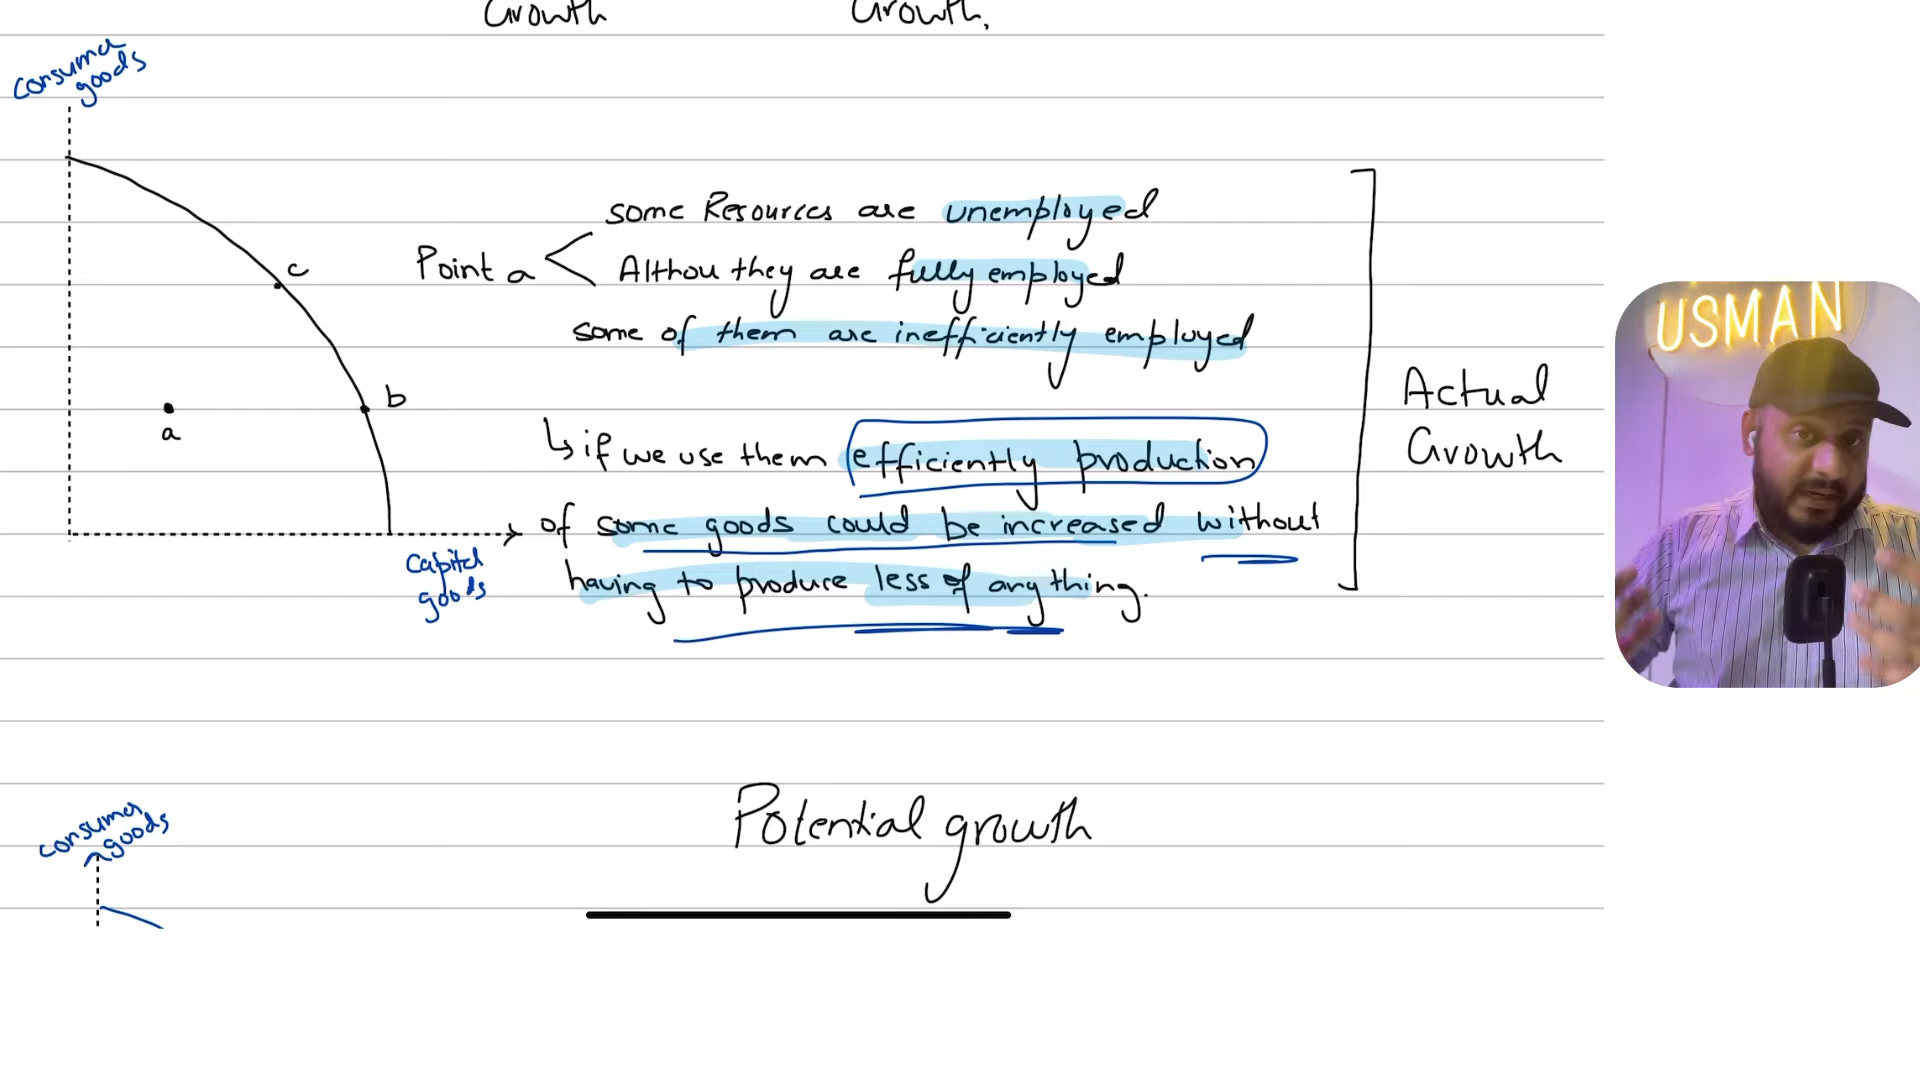 Growth Growth.
consumer
goods
some Resources are unemployed
Point a
Althou they are fully employed
some of them are inefficiently employed
c
b
a
Actual
Growth
↳ if we use them efficiently production
of some goods could be increased without
having to produce less of anything.
capital
goods
Potential growth
consumer
goods
USMAN